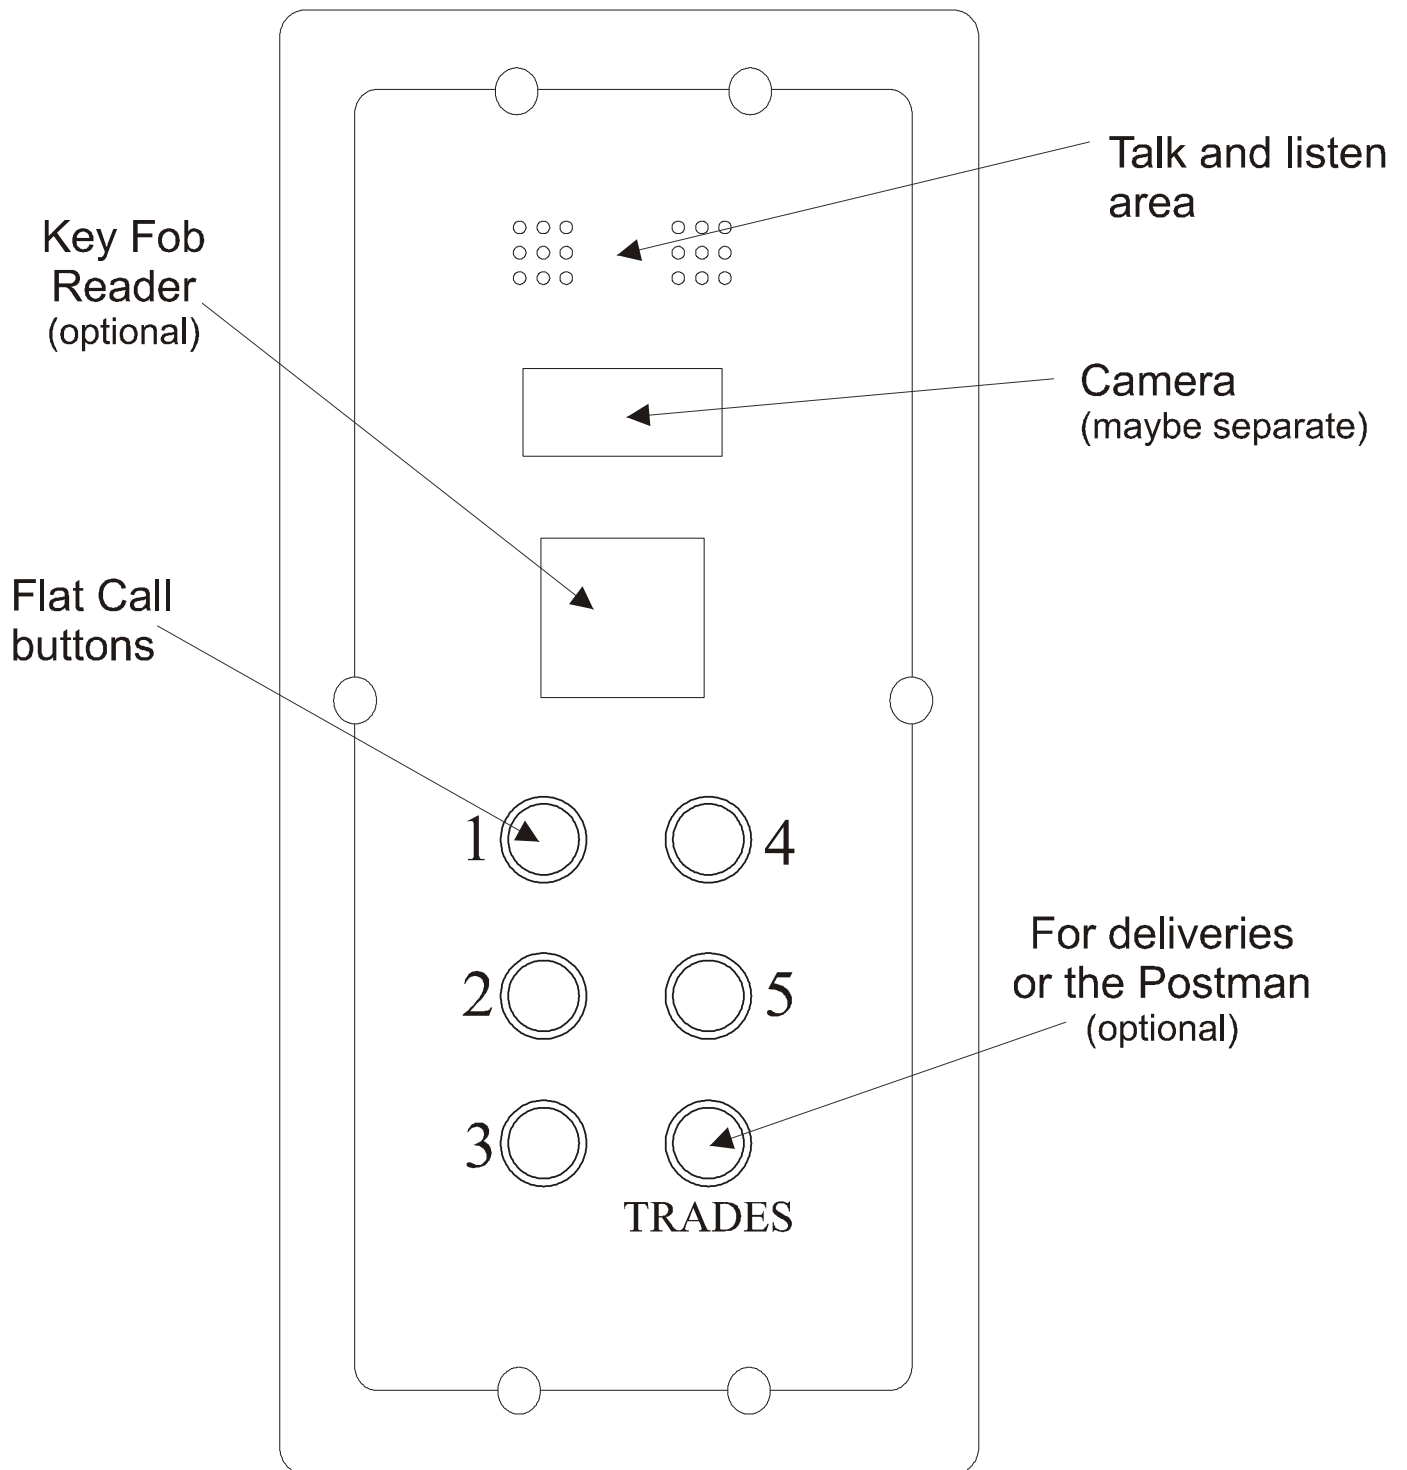 Talk and listen
area
Key Fob
Reader
(optional)
Camera
(maybe separate)
Flat Call
buttons
1
4
2
5
3
For deliveries
or the Postman
(optional)
TRADES